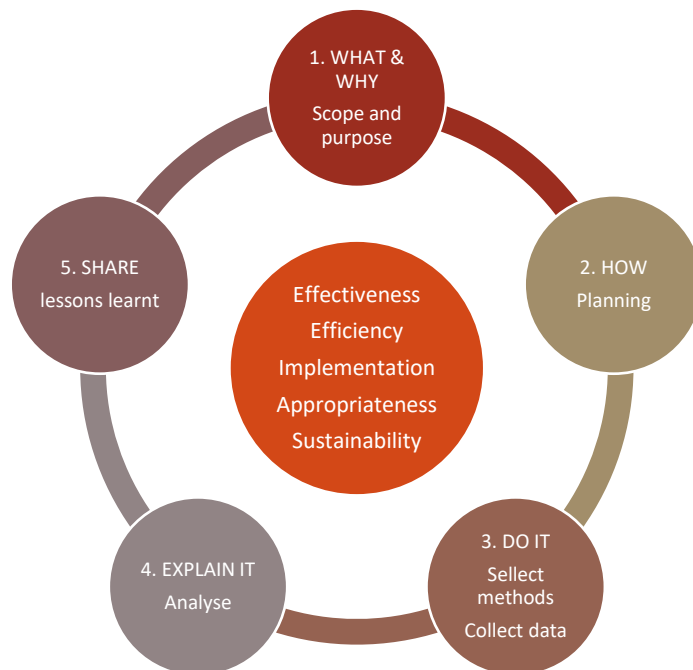 1. WHAT &
WHY
Scope and
purpose
2. HOW
Planning
3. DO IT
Sellect
methods
Collect data
4. EXPLAIN IT
Analyse
5. SHARE
lessons learnt
Effectiveness
Efficiency
Implementation
Appropriateness
Sustainability